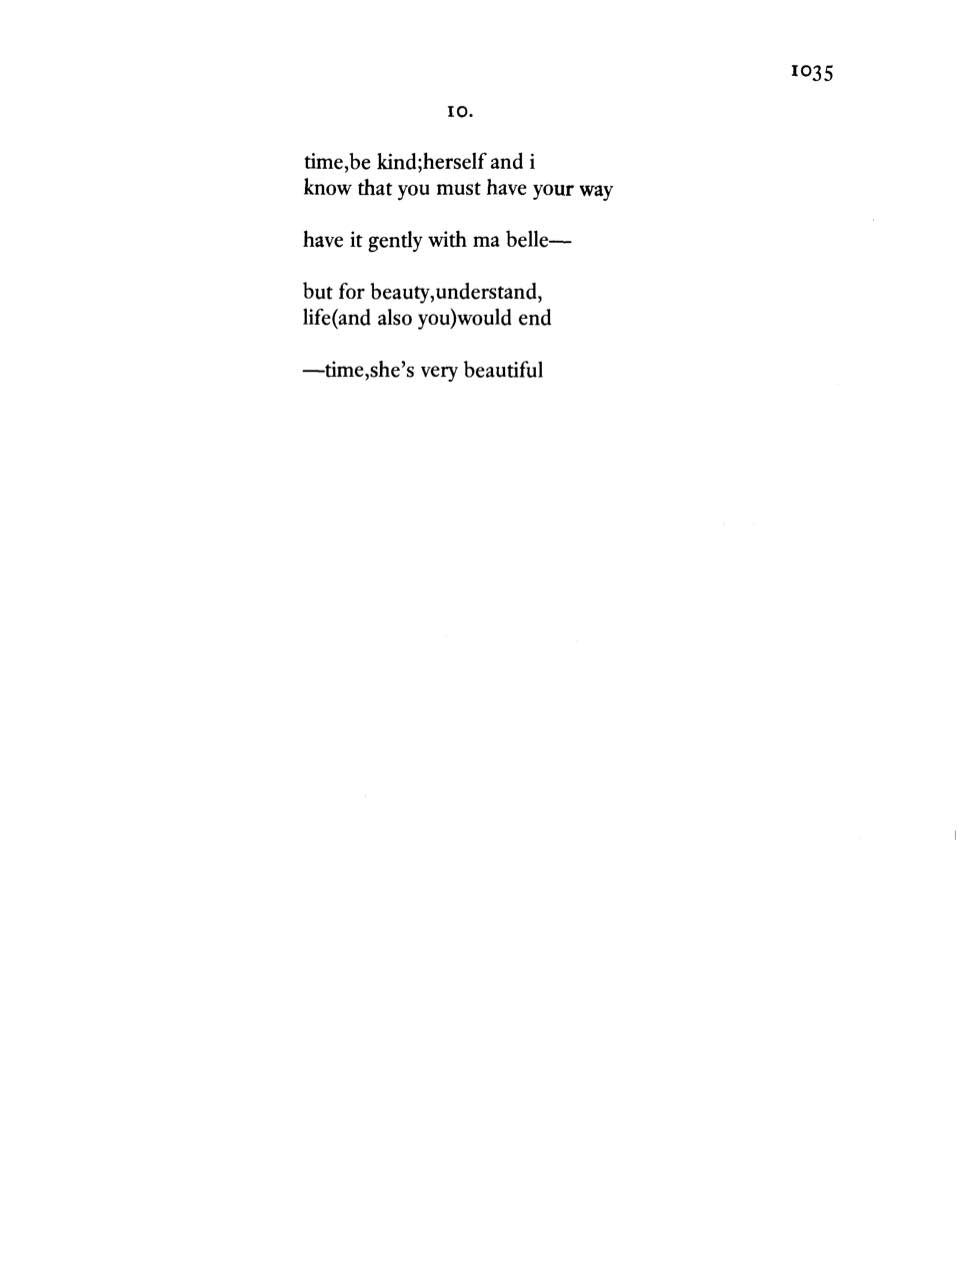 1035
10.
time,be kind;herself and i
know that you must have your way
have it gently with ma belle—
but for beauty,understand,
life(and also you)would end
—time,she's very beautiful